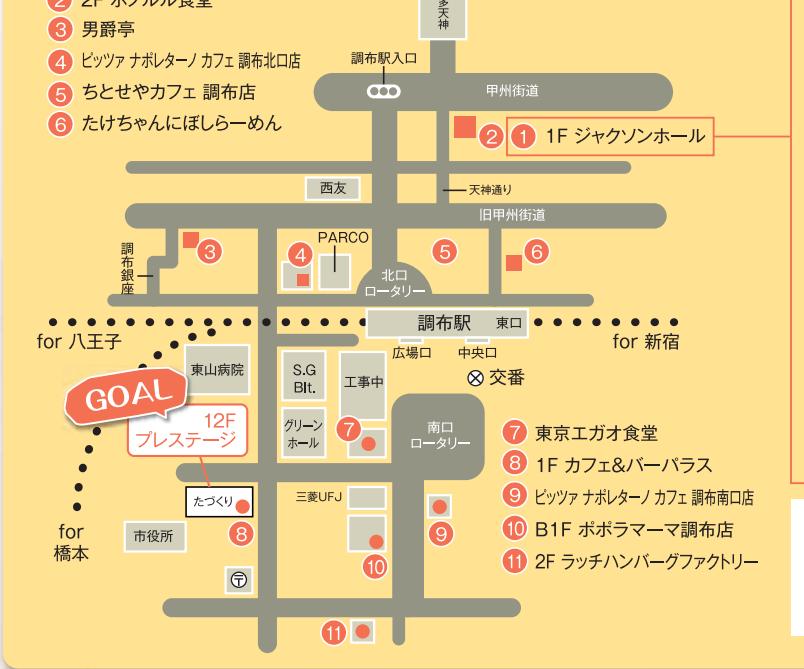 ② 2F ホノルル食堂
③ 男爵亭
④ ピッツァ ナポレターノ カフェ 調布北口店
⑤ ちとせやカフェ 調布店
⑥ たけちゃんにぼしらーめん
多天神
調布駅入口
甲州街道
② ① 1F ジャクソンホール
西友
天神通り
旧甲州街道
PARCO
調布銀座
③
④
⑤
⑥
北口
ロータリー
for 八王子
調布駅 東口
for 新宿
広場口 中央口
交番
東山病院
S.G
Blt.
工事中
GOAL
12F
プレステージ
グリーン
ホール
⑦
南口
ロータリー
⑦ 東京エガオ食堂
⑧ 1F カフェ&バーパラス
⑨ ピッツァ ナポレターノ カフェ 調布南口店
⑩ B1F ポポラマーマ調布店
⑪ 2F ラッチハンバーグファクトリー
たづくり
三菱UFJ
for
橋本
市役所
⑧
⑨
⑩
〒
⑪